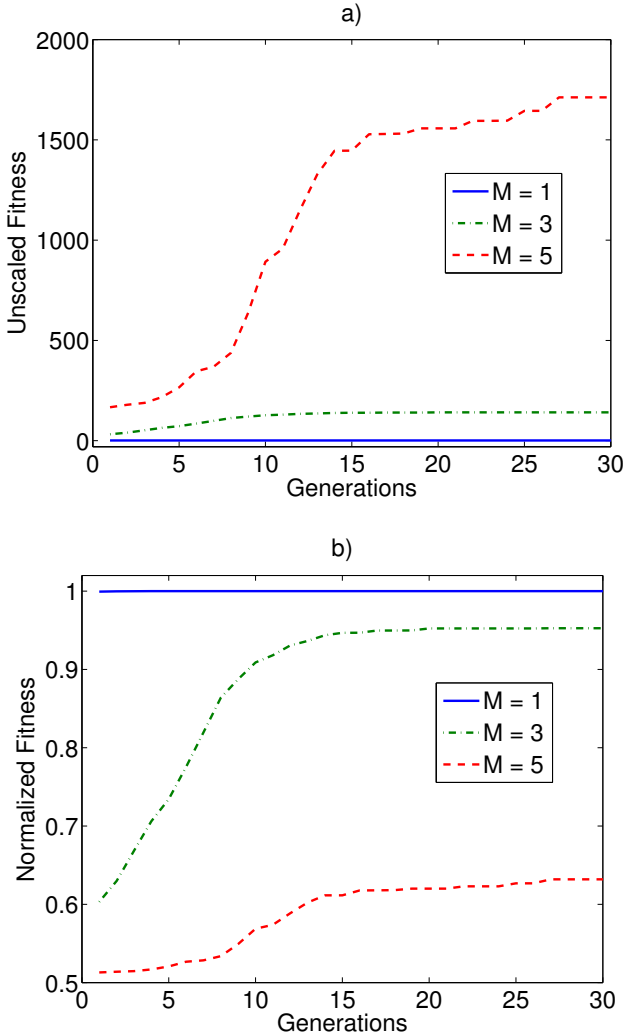 a)
2000
1500
1000
500
0
Unscaled Fitness
M = 1
M = 3
M = 5
0 5 10 15 20 25 30
Generations
b)
1
0.9
0.8
0.7
0.6
0.5
Normalized Fitness
M = 1
M = 3
M = 5
0 5 10 15 20 25 30
Generations